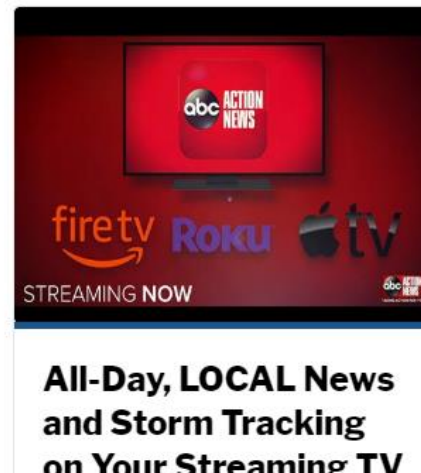 abc ACTION
NEWS
firetv ROKU tv
STREAMING NOW
abc ACTION
NEWS
All-Day, LOCAL News
and Storm Tracking
on Your Streaming TV